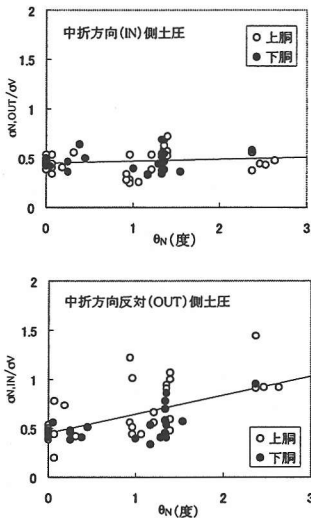 中折方向(IN)側土圧
○ 上胴
● 下胴
σN,OUT/σV
2
1.5
1
0.5
0
0
1
2
3
θN(度)
中折方向反対(OUT)側土圧
σN,IN/σV
2
1.5
1
0.5
0
0
1
2
3
○ 上胴
● 下胴
θN(度)